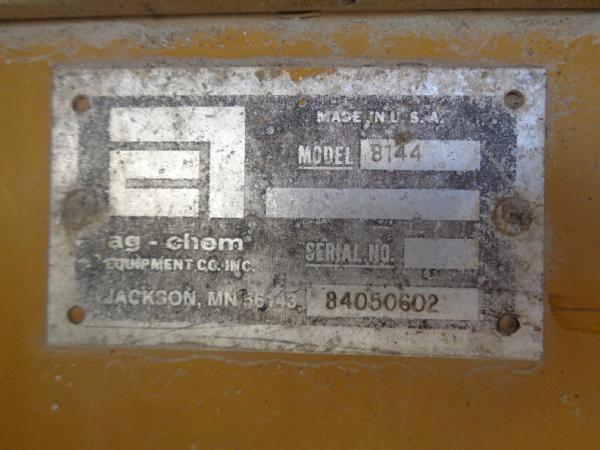 MADE IN U.S.A.
MODEL 8144
ag-chem
EQUIPMENT CO. INC.
SERIAL NO.
JACKSON, MN 56143 84050602